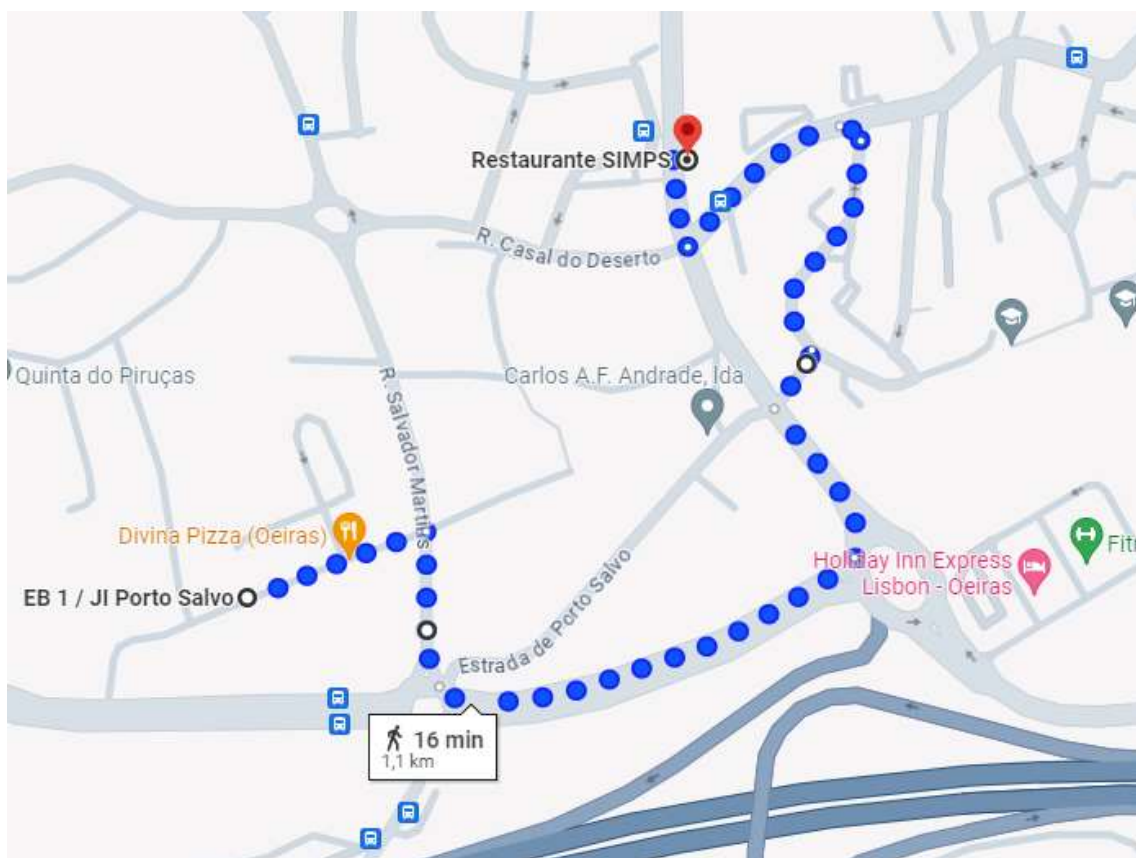 Restaurante SIMPS
R. Casal do Deserto
Quinta do Piruças
Carlos A.F. Andrade, lda
R. Salvador Martins
Divina Pizza (Oeiras)
EB 1 / JI Porto Salvo
Estrada de Porto Salvo
Holiday Inn Express
Lisbon - Oeiras
Fit
16 min
1,1 km